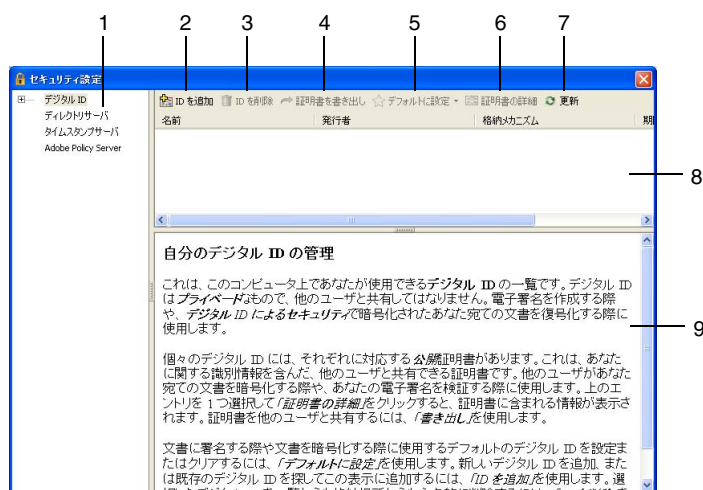 1 2 3 4 5 6 7
セキュリティ設定
デジタル ID
ディレクトリサーバ
タイムスタンプサーバ
Adobe Policy Server
ID を追加 ID を削除 証明書を書き出し デフォルトに設定 証明書の詳細 更新
名前 発行者 格納メカニズム 期
8
自分のデジタル ID の管理
これは、このコンピュータ上であなたが使用できるデジタル ID の一覧です。デジタル ID
はプライベートなもので、他のユーザと共有してはなりません。電子署名を作成する際
や、デジタル ID によるセキュリティで暗号化されたあなた宛ての文書を復号化する際に
使用します。
9
個々のデジタル ID には、それぞれに対応する公開証明書があります。これは、あなた
に関する識別情報を含んだ、他のユーザと共有できる証明書です。他のユーザがあなた
宛ての文書を暗号化する際や、あなたの電子署名を検証する際に使用します。上のエ
ントリを 1 つ選択して「証明書の詳細」をクリックすると、証明書に含まれる情報が表示さ
れます。証明書を他のユーザと共有するには、「書き出し」を使用します。
文書に署名する際や文書を暗号化する際に使用するデフォルトのデジタル ID を設定ま
たはクリアするには、「デフォルトに設定」を使用します。新しいデジタル ID を追加、また
は既存のデジタル ID を探してこの表示に追加するには、「ID を追加」を使用します。選